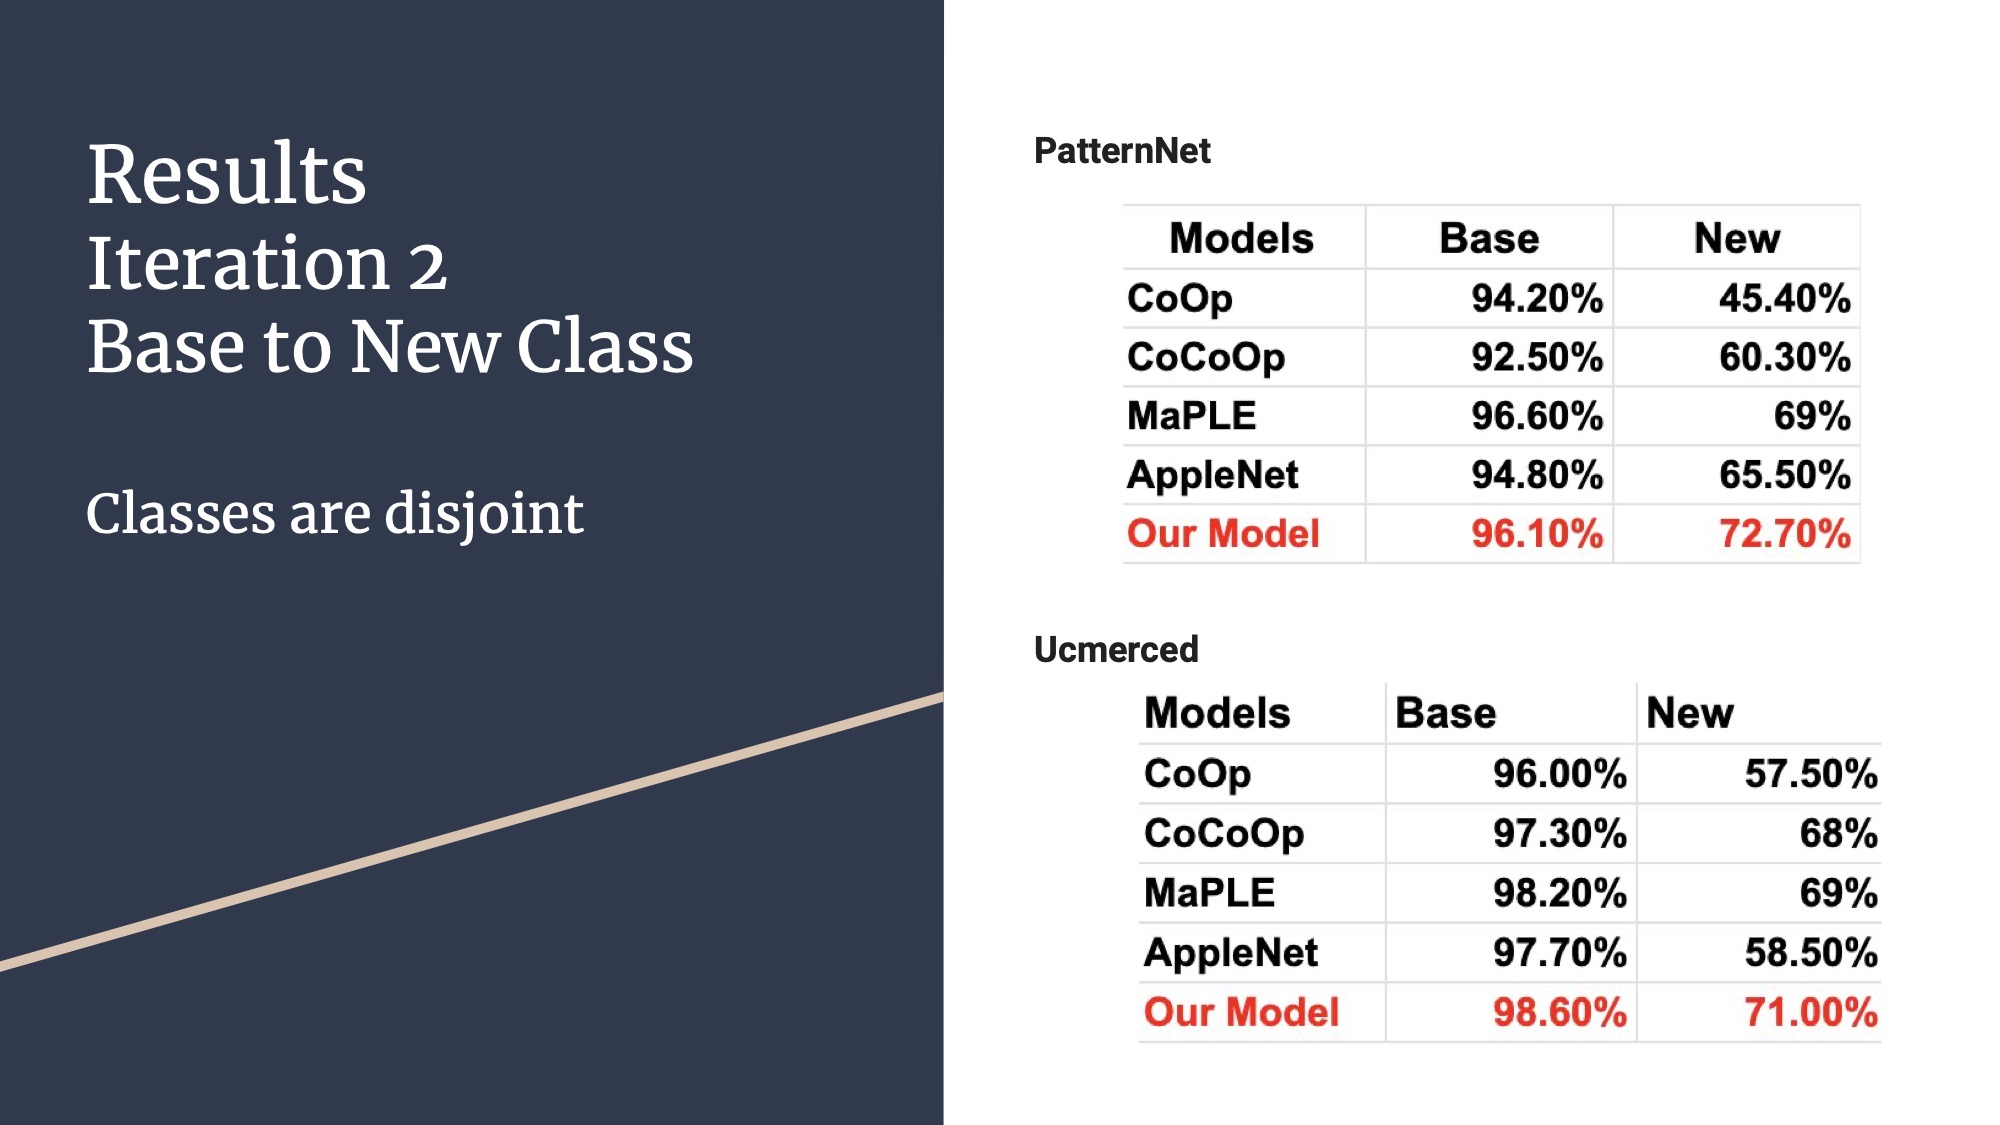 Results
Iteration 2
Base to New Class
Classes are disjoint
PatternNet
Models Base New
CoOp 94.20% 45.40%
CoCoOp 92.50% 60.30%
MaPLE 96.60% 69%
AppleNet 94.80% 65.50%
Our Model 96.10% 72.70%
Ucmerced
Models Base New
CoOp 96.00% 57.50%
CoCoOp 97.30% 68%
MaPLE 98.20% 69%
AppleNet 97.70% 58.50%
Our Model 98.60% 71.00%